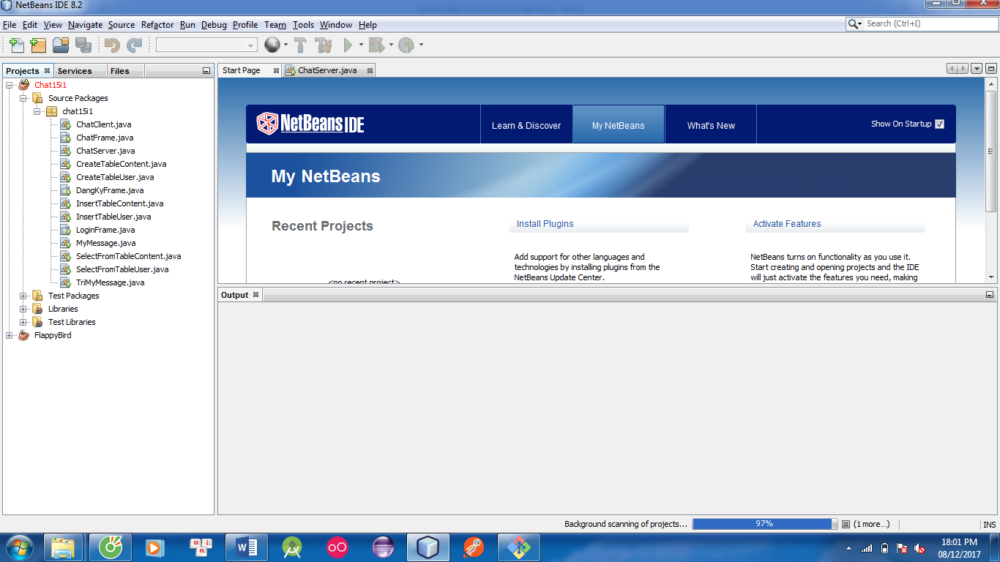 NetBeans IDE 8.2
File Edit View Navigate Source Refactor Run Debug Profile Team Tools Window Help
Search (Ctrl+I)
Projects Services Files
Start Page ChatServer.java
Chat15i1
Source Packages
chat15i1
ChatClient.java
ChatFrame.java
ChatServer.java
CreateTableContent.java
CreateTableUser.java
DangKyFrame.java
InsertTableContent.java
InsertTableUser.java
LoginFrame.java
MyMessage.java
SelectFromTableContent.java
SelectFromTableUser.java
TriMyMessage.java
Test Packages
Libraries
Test Libraries
FlappyBird
NetBeans IDE
Learn & Discover My NetBeans What's New
Show On Startup
My NetBeans
Recent Projects
<no recent project>
Install Plugins
Add support for other languages and
technologies by installing plugins from the
NetBeans Update Center.
Activate Features
NetBeans turns on functionality as you use it.
Start creating and opening projects and the IDE
will just activate the features you need, making
Output
Background scanning of projects... 97% (1 more...) INS
U i n
W
18:01 PM
08/12/2017